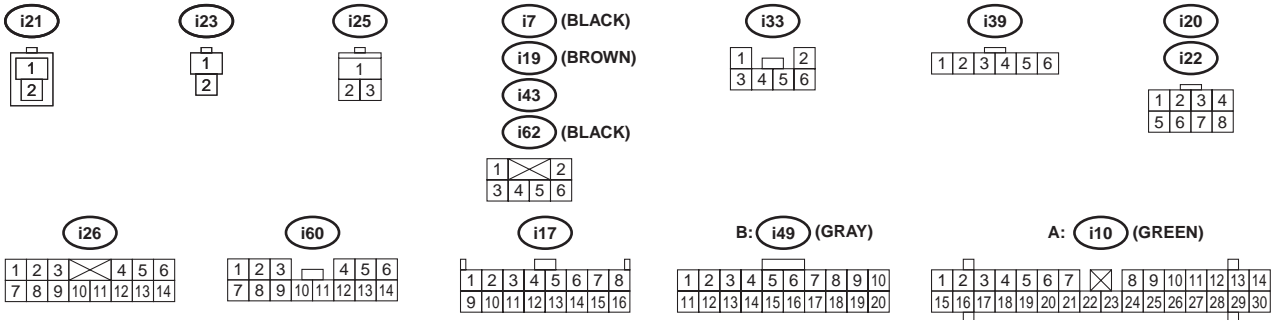 i21
1
2
i23
1
2
i25
1
2 3
i7 (BLACK)
i19 (BROWN)
i43
i62 (BLACK)
1 2
3 4 5 6
i33
1 2
3 4 5 6
i39
1 2 3 4 5 6
i20
i22
1 2 3 4
5 6 7 8
i26
1 2 3 4 5 6
7 8 9 10 11 12 13 14
i60
1 2 3 4 5 6
7 8 9 10 11 12 13 14
i17
1 2 3 4 5 6 7 8
9 10 11 12 13 14 15 16
B: i49 (GRAY)
1 2 3 4 5 6 7 8 9 10
11 12 13 14 15 16 17 18 19 20
A: i10 (GREEN)
1 2 3 4 5 6 7 8 9 10 11 12 13 14
15 16 17 18 19 20 21 22 23 24 25 26 27 28 29 30